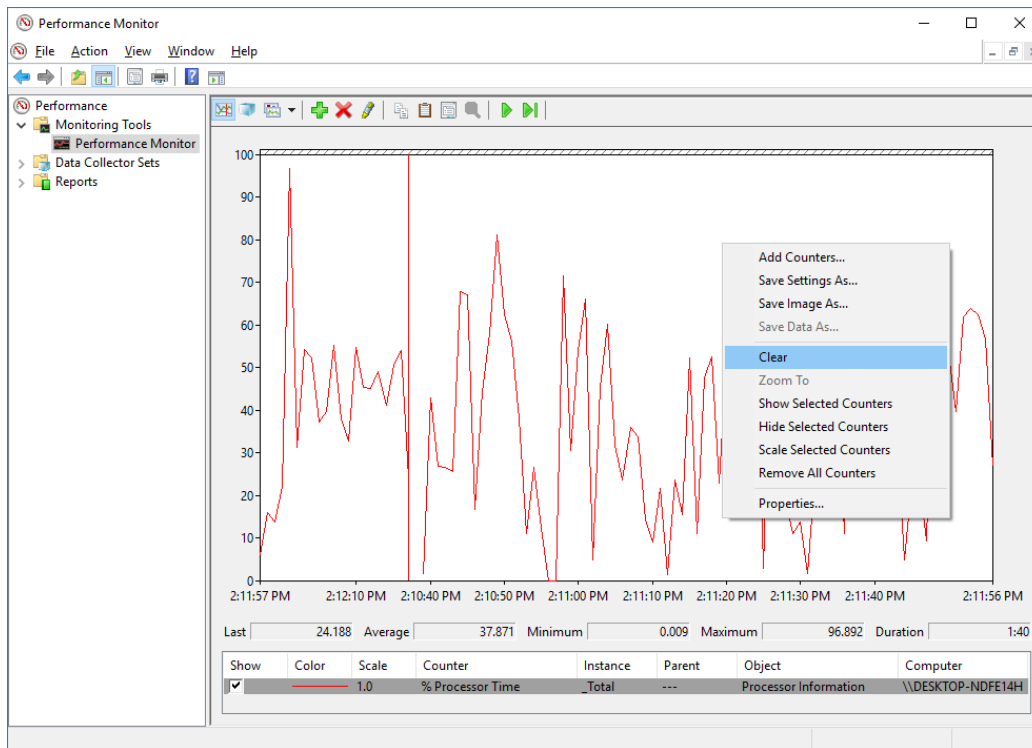 Performance Monitor
File Action View Window Help
Performance
Monitoring Tools
Performance Monitor
Data Collector Sets
Reports
100
90
80
70
60
50
40
30
20
10
0
2:11:57 PM 2:12:10 PM 2:10:40 PM 2:10:50 PM 2:11:00 PM 2:11:10 PM 2:11:20 PM 2:11:30 PM 2:11:40 PM 2:11:56 PM
Add Counters...
Save Settings As...
Save Image As...
Save Data As...
Clear
Zoom To
Show Selected Counters
Hide Selected Counters
Scale Selected Counters
Remove All Counters
Properties...
Last 24.188 Average 37.871 Minimum 0.009 Maximum 96.892 Duration 1:40
Show Color Scale Counter Instance Parent Object Computer
1.0 % Processor Time _Total --- Processor Information \\DESKTOP-NDFE14H